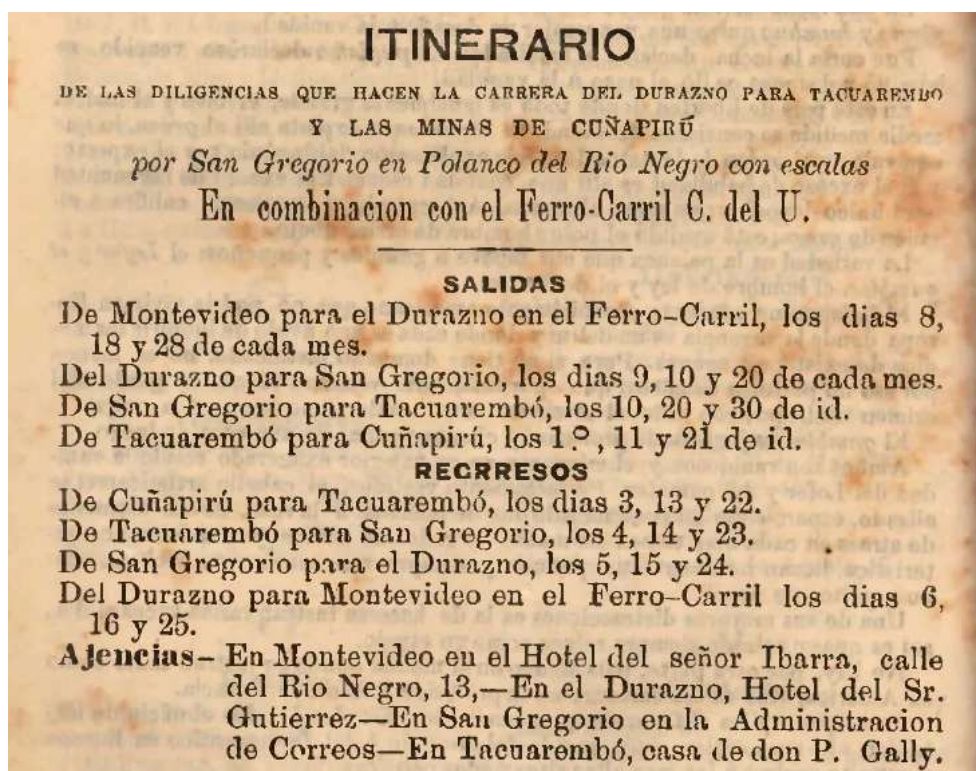 ITINERARIO
DE LAS DILIGENCIAS QUE HACEN LA CARRERA DEL DURAZNO PARA TACUAREMBO
Y LAS MINAS DE CUÑAPIRÚ
por San Gregorio en Polanco del Rio Negro con escalas
En combinacion con el Ferro-Carril C. del U.
SALIDAS
De Montevideo para el Durazno en el Ferro-Carril, los dias 8,
18 y 28 de cada mes.
Del Durazno para San Gregorio, los dias 9, 10 y 20 de cada mes.
De San Gregorio para Tacuarembó, los 10, 20 y 30 de id.
De Tacuarembó para Cuñapirú, los 1º, 11 y 21 de id.
RECRRESOS
De Cuñapirú para Tacuarembó, los dias 3, 13 y 22.
De Tacuarembó para San Gregorio, los 4, 14 y 23.
De San Gregorio para el Durazno, los 5, 15 y 24.
Del Durazno para Montevideo en el Ferro-Carril los dias 6,
16 y 25.
Ajencias-En Montevideo en el Hotel del señor Ibarra, calle
del Rio Negro, 13,—En el Durazno, Hotel del Sr.
Gutierrez—En San Gregorio en la Administracion
de Correos—En Tacuarembó, casa de don P. Gally.